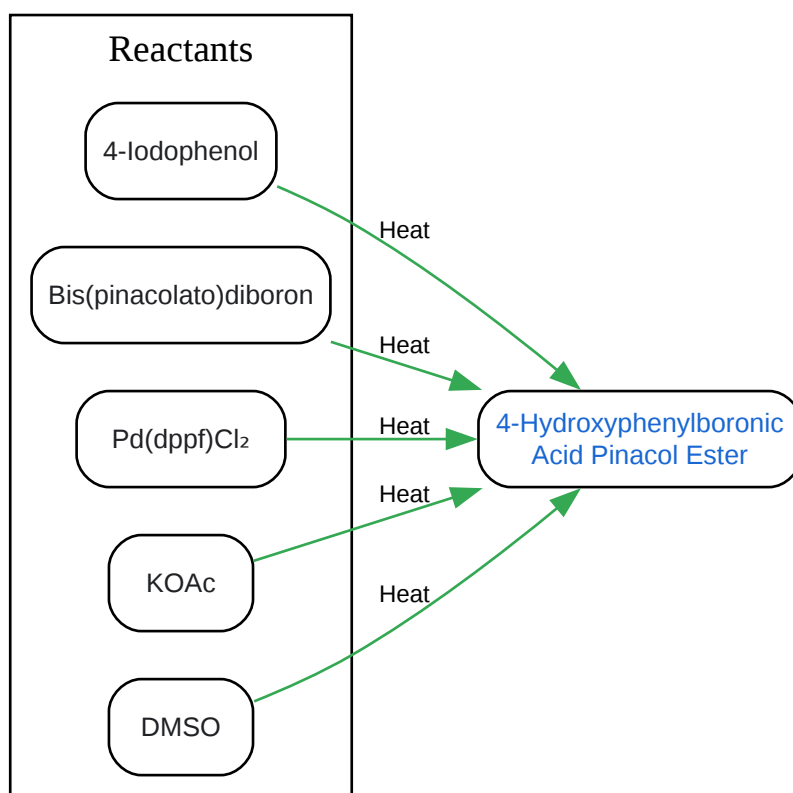 Reactants
4-Iodophenol
Heat
Bis(pinacolato)diboron
Heat
Pd(dppf)Cl₂
Heat
4-Hydroxyphenylboronic
Acid Pinacol Ester
Heat
KOAc
Heat
DMSO